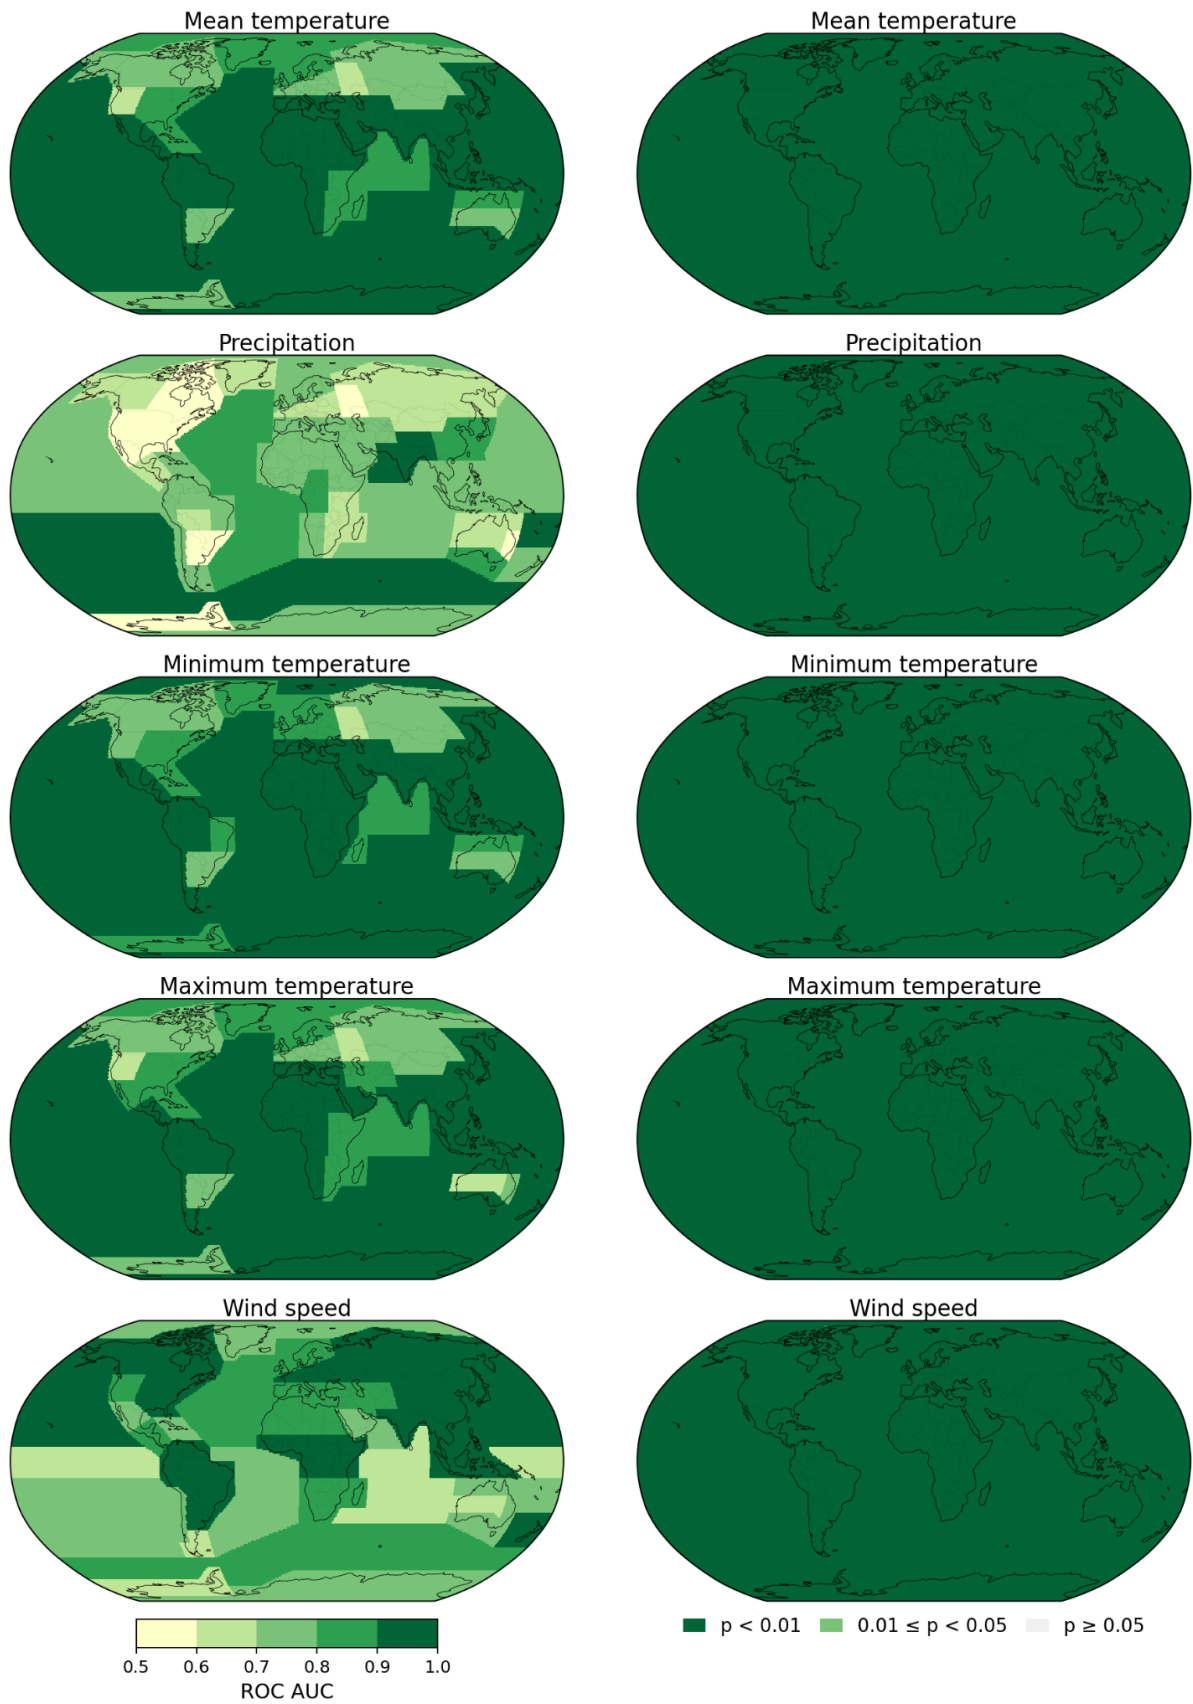 Mean temperature
Mean temperature
Precipitation
Precipitation
Minimum temperature
Minimum temperature
Maximum temperature
Maximum temperature
Wind speed
Wind speed
0.5 0.6 0.7 0.8 0.9 1.0
ROC AUC
p < 0.01 0.01 ≤ p < 0.05 p ≥ 0.05